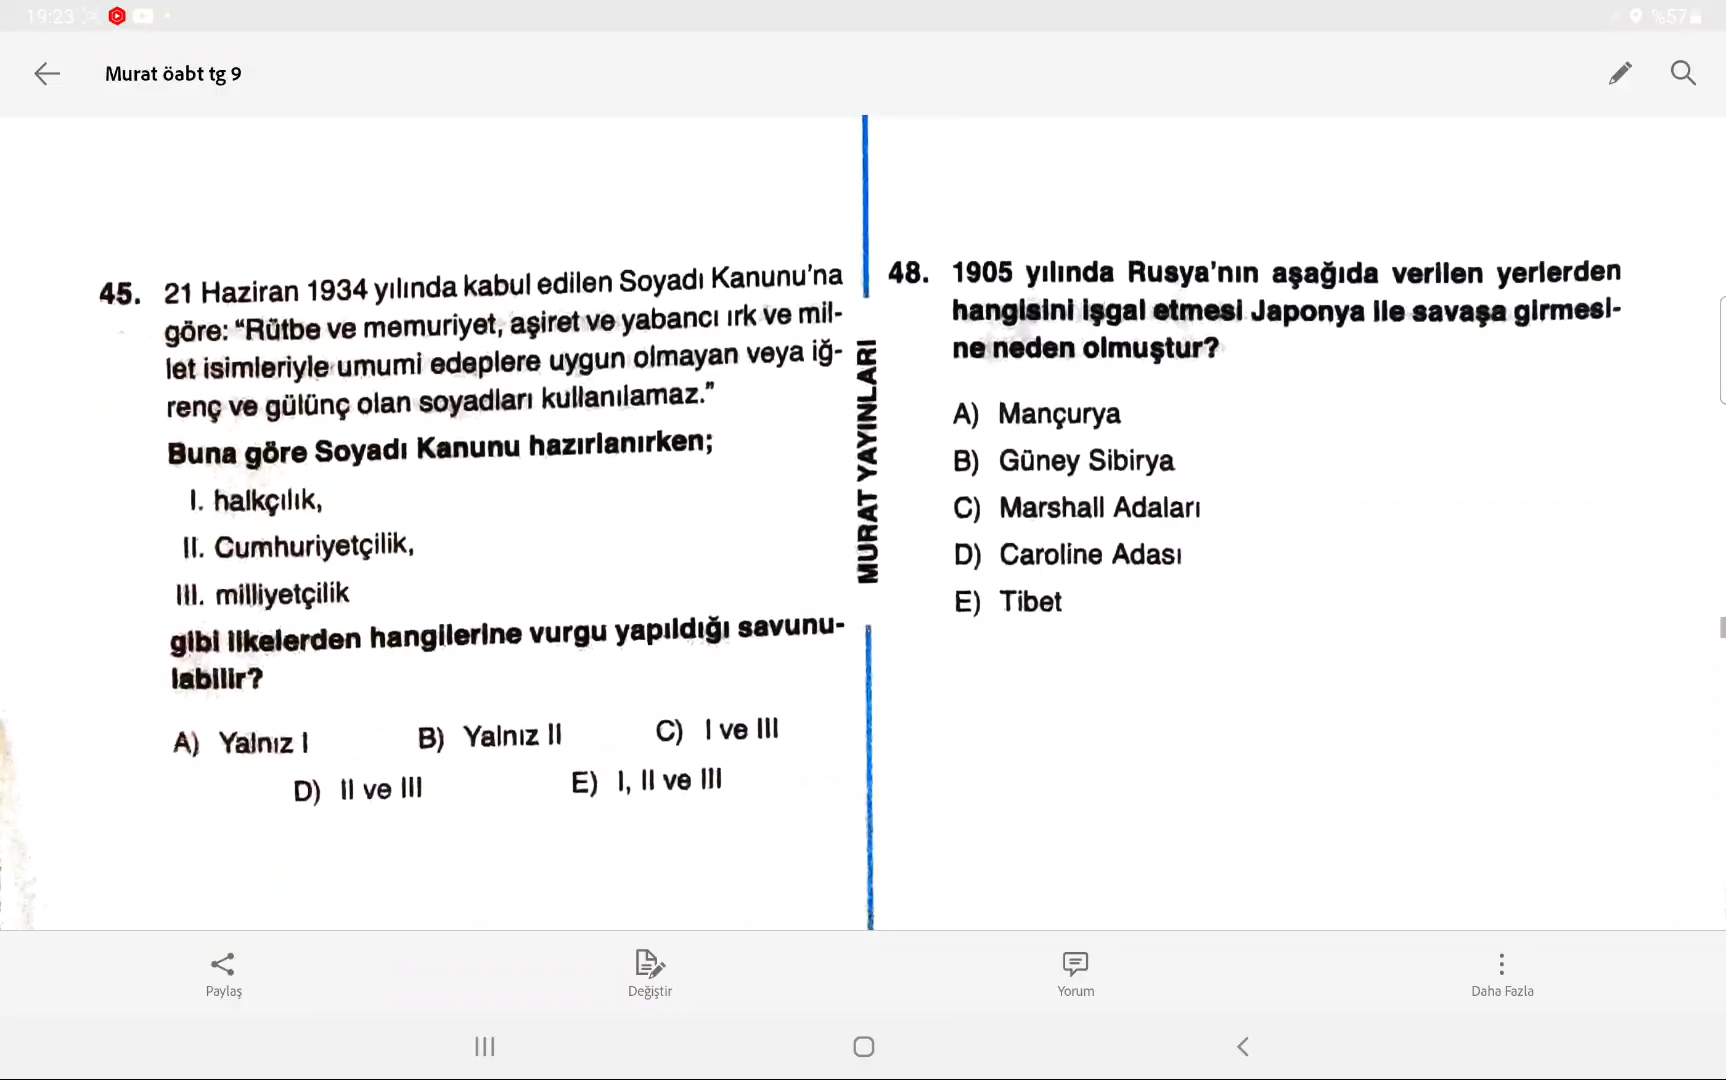 19:23
%57
Murat öabt tg 9
45. 21 Haziran 1934 yılında kabul edilen Soyadı Kanunu'na
göre: “Rütbe ve memuriyet, aşiret ve yabancı ırk ve mil-
let isimleriyle umumi edeplere uygun olmayan veya iğ-
renç ve gülünç olan soyadları kullanılamaz.”
Buna göre Soyadı Kanunu hazırlanırken;
I. halkçılık,
II. Cumhuriyetçilik,
III. milliyetçilik
gibi ilkelerden hangilerine vurgu yapıldığı savunu-
labilir?
A) Yalnız I
B) Yalnız II
C) I ve III
D) II ve III
E) I, II ve III
MURAT YAYINLARI
48. 1905 yılında Rusya'nın aşağıda verilen yerlerden
hangisini işgal etmesi Japonya ile savaşa girmesi-
ne neden olmuştur?
A) Mançurya
B) Güney Sibirya
C) Marshall Adaları
D) Caroline Adası
E) Tibet
Paylaş
Değiştir
Yorum
Daha Fazla